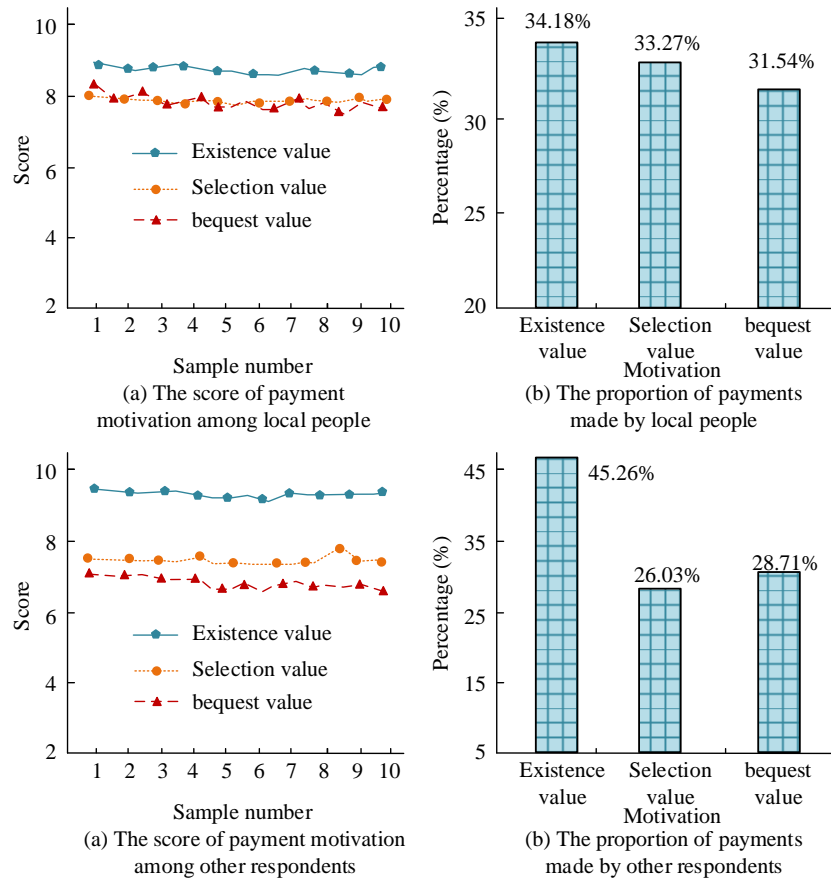 10
8
6
4
2
Score
Existence value
Selection value
bequest value
1 2 3 4 5 6 7 8 9 10
Sample number
(a) The score of payment
motivation among local people
35
30
25
20
Percentage (%)
34.18%
33.27%
31.54%
Existence value
Selection value
bequest value
Motivation
(b) The proportion of payments
made by local people
10
8
6
4
2
Score
Existence value
Selection value
bequest value
1 2 3 4 5 6 7 8 9 10
Sample number
(a) The score of payment motivation
among other respondents
45
35
25
15
5
Percentage (%)
45.26%
26.03%
28.71%
Existence value
Selection value
bequest value
Motivation
(b) The proportion of payments
made by other respondents